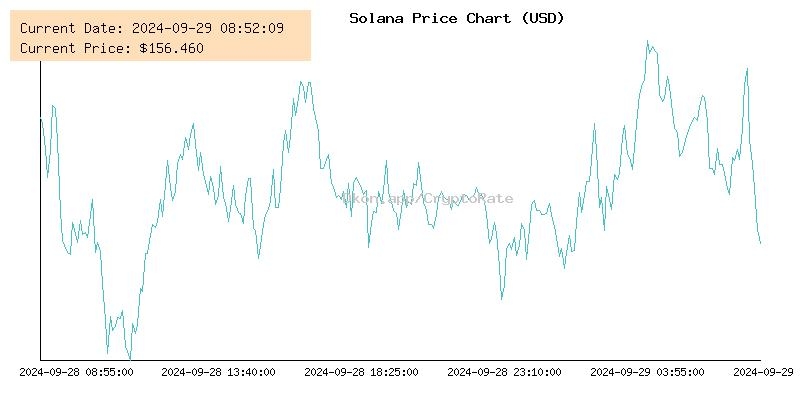 Solana Price Chart (USD)
Current Date: 2024-09-29 08:52:09
Current Price: $156.460
2024-09-28 08:55:00
2024-09-28 13:40:00
2024-09-28 18:25:00
2024-09-28 23:10:00
2024-09-29 03:55:00
2024-09-29